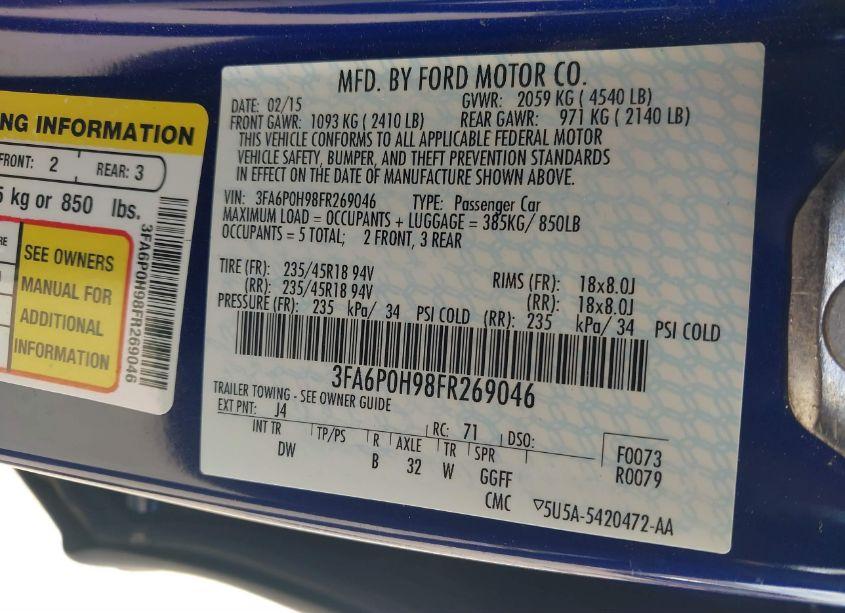 NG INFORMATION
FRONT: 2 REAR: 3
kg or 850 lbs.
SEE OWNERS
MANUAL FOR
ADDITIONAL
INFORMATION
3FA6P0H98FR269046
MFD. BY FORD MOTOR CO.
DATE: 02/15 GVWR: 2059 KG ( 4540 LB)
FRONT GAWR: 1093 KG ( 2410 LB) REAR GAWR: 971 KG ( 2140 LB)
THIS VEHICLE CONFORMS TO ALL APPLICABLE FEDERAL MOTOR
VEHICLE SAFETY, BUMPER, AND THEFT PREVENTION STANDARDS
IN EFFECT ON THE DATE OF MANUFACTURE SHOWN ABOVE.
VIN: 3FA6P0H98FR269046 TYPE: Passenger Car
MAXIMUM LOAD = OCCUPANTS + LUGGAGE = 385KG/ 850LB
OCCUPANTS = 5 TOTAL; 2 FRONT, 3 REAR
TIRE (FR): 235/45R18 94V RIMS (FR): 18x8.0J
(RR): 235/45R18 94V (RR): 18x8.0J
PRESSURE (FR): 235 kPa/ 34 PSI COLD (RR): 235 kPa/ 34 PSI COLD
3FA6P0H98FR269046
TRAILER TOWING - SEE OWNER GUIDE
EXT PNT: J4 RC: 71 DSO: F0073
INT TR TP/PS R AXLE TR SPR R0079
DW B 32 W GGFF
CMC ▽5U5A-5420472-AA